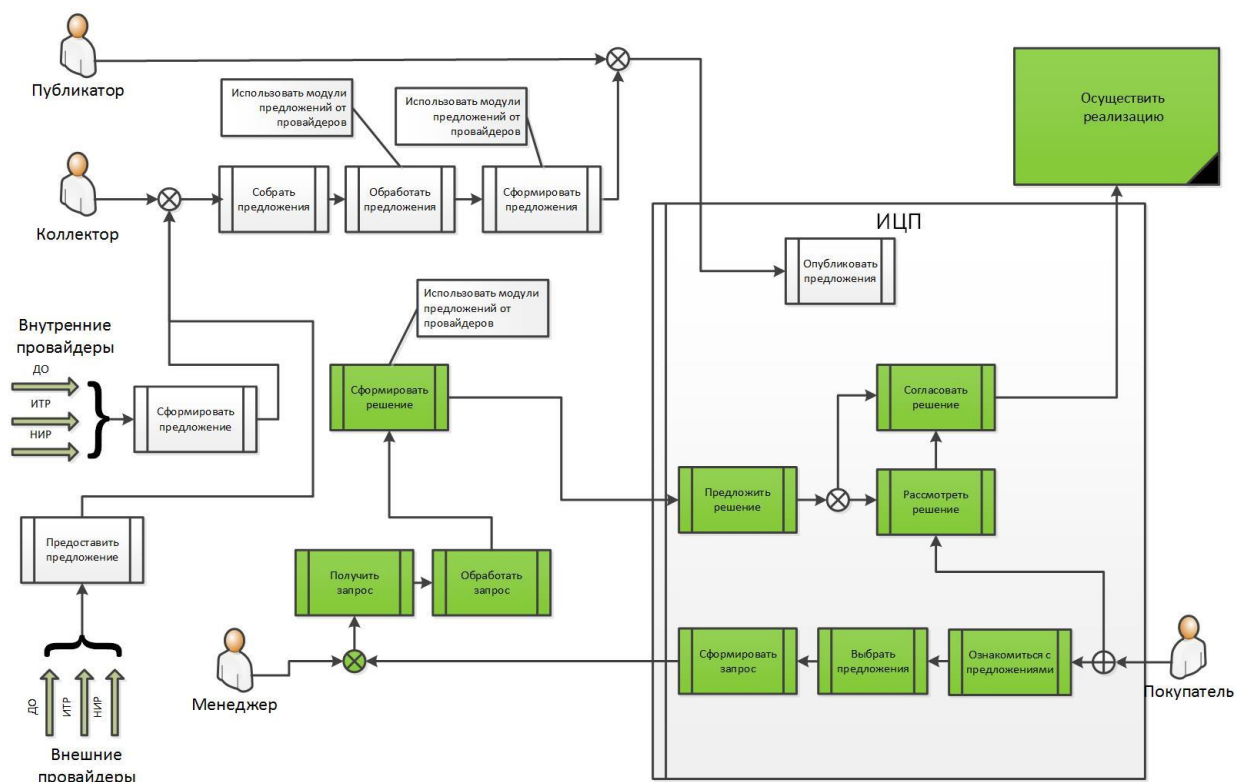 Публикатор
Использовать модули
предложений от
провайдеров
Использовать модули
предложений от
провайдеров
Осуществить
реализацию
Коллектор
Собрать
предложения
Обработать
предложения
Сформировать
предложения
ИЦП
Опубликовать
предложения
Использовать модули
предложений от
провайдеров
Внутренние
провайдеры
ДО
ИТР
НИР
Сформировать
предложение
Сформировать
решение
Согласовать
решение
Предложить
решение
Рассмотреть
решение
Предоставить
предложение
Получить
запрос
Обработать
запрос
Менеджер
Сформировать
запрос
Выбрать
предложения
Ознакомиться с
предложениями
Покупатель
ДО
ИТР
НИР
Внешние
провайдеры